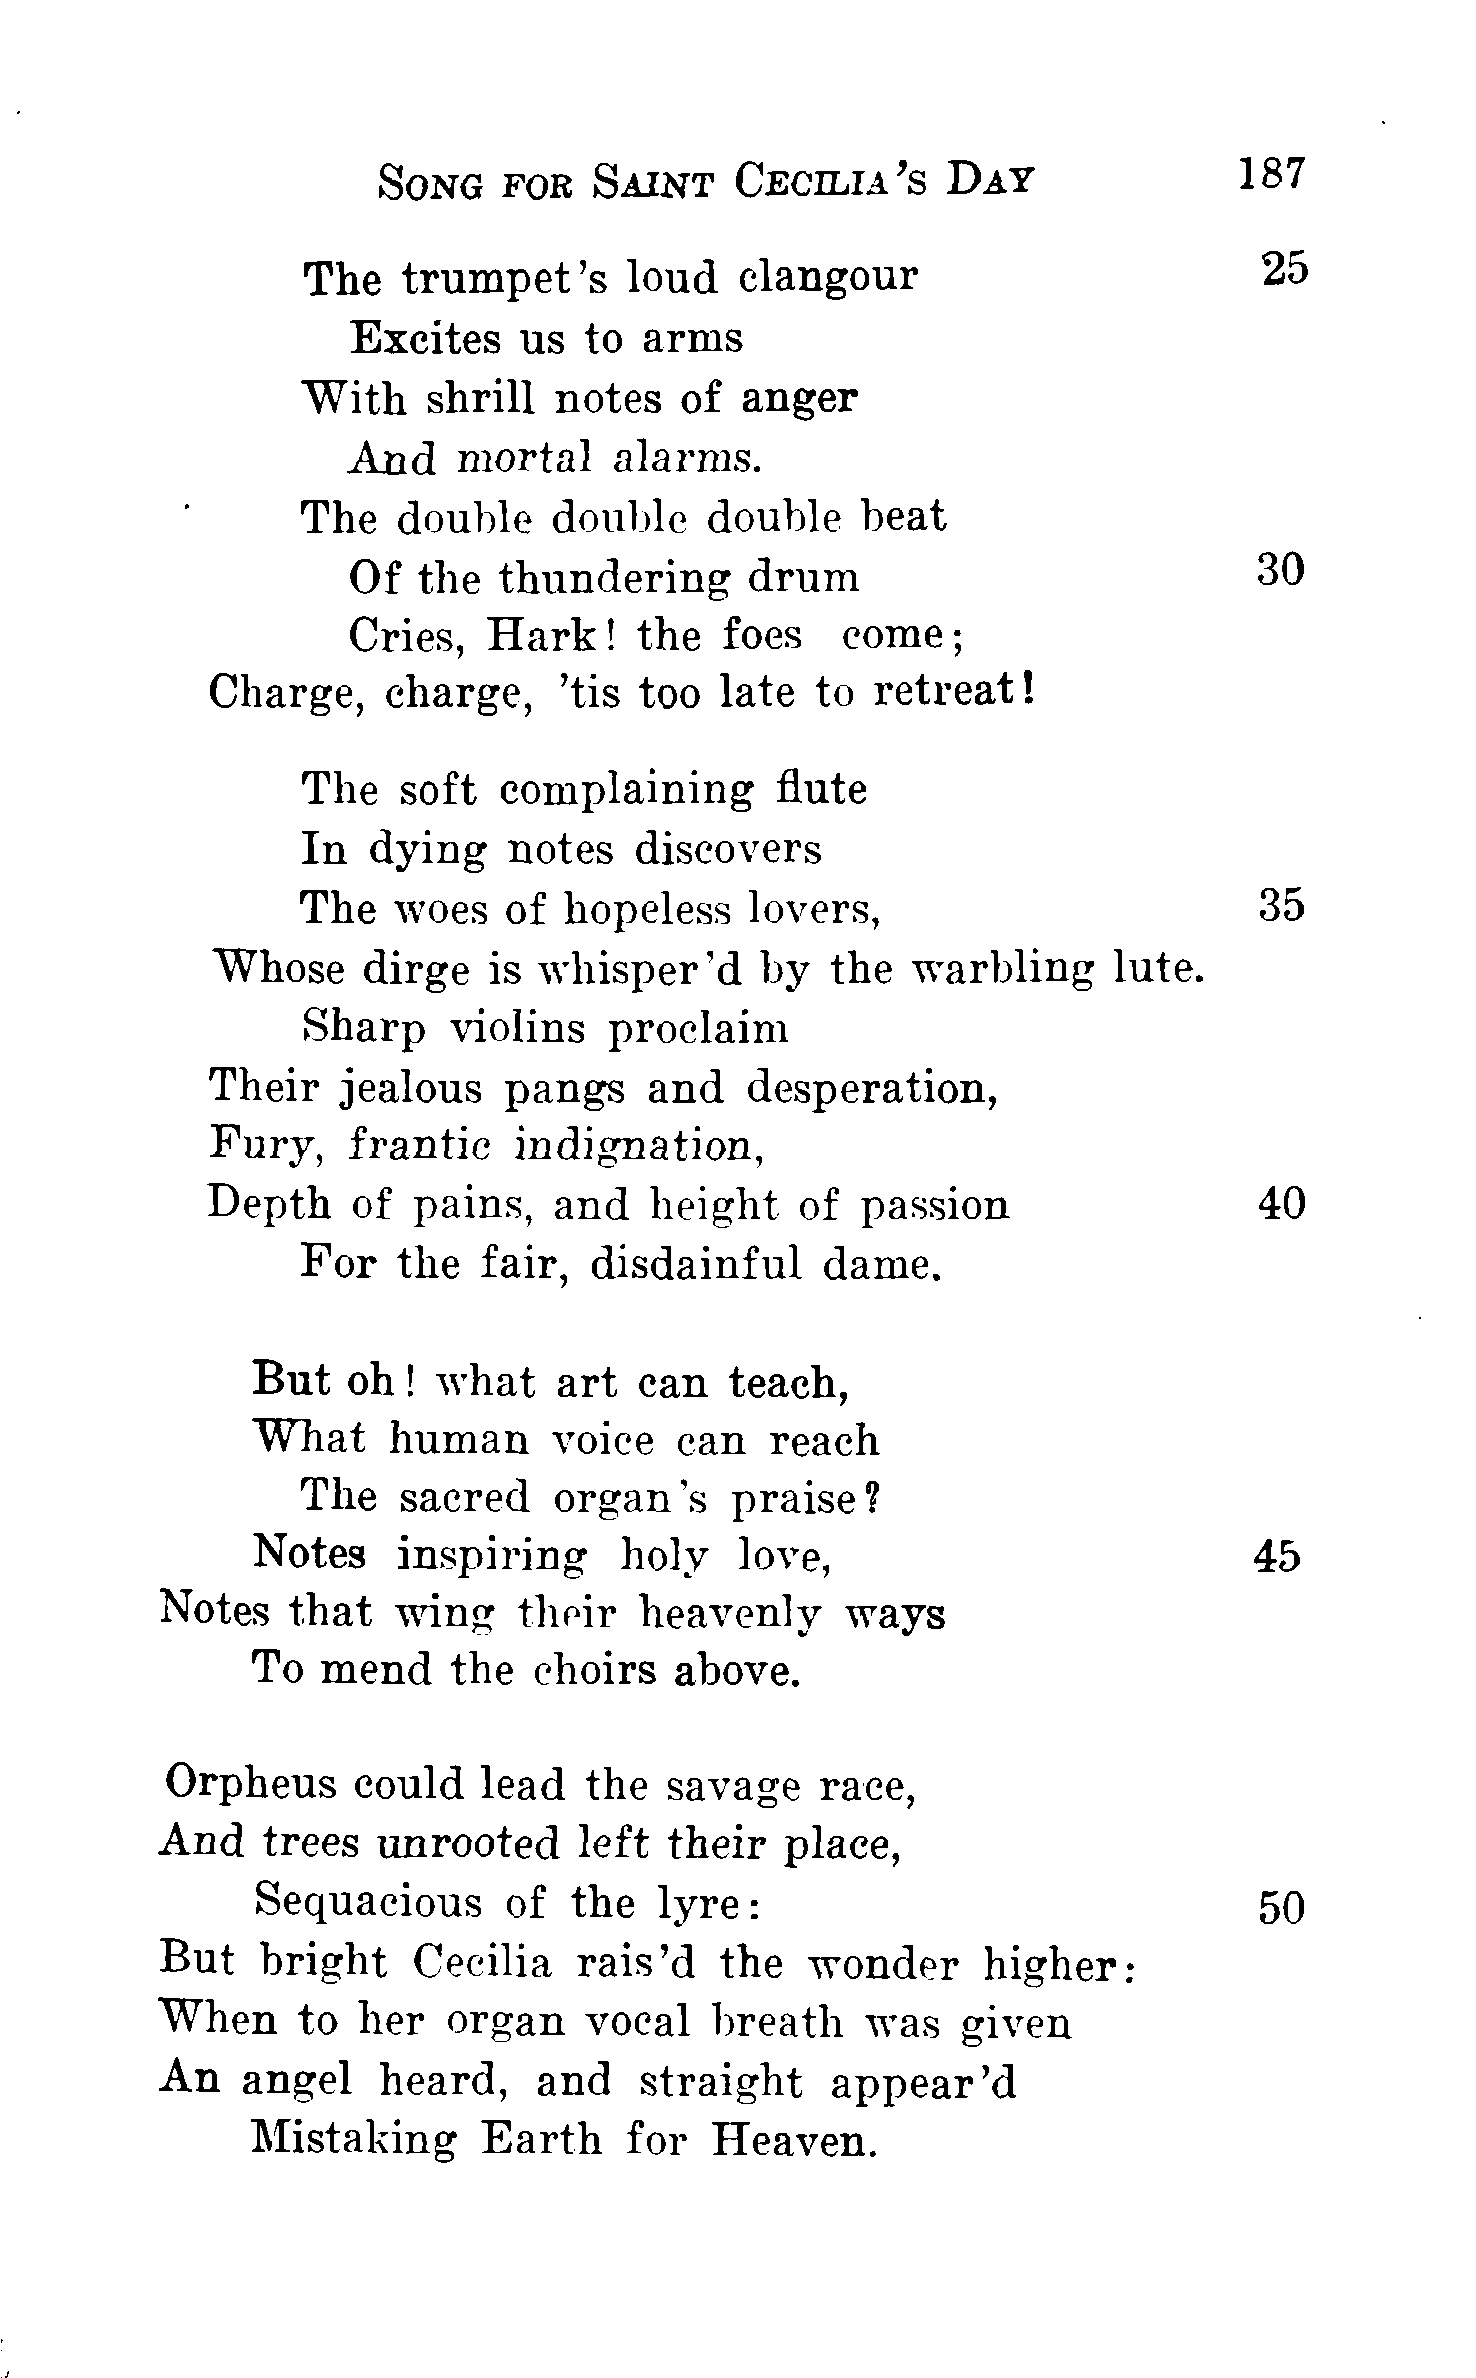 SONG FOR SAINT CECILIA'S DAY 187
The trumpet's loud clangour 25
Excites us to arms
With shrill notes of anger
And mortal alarms.
The double double double beat
Of the thundering drum 30
Cries, Hark! the foes come;
Charge, charge, 'tis too late to retreat!
The soft complaining flute
In dying notes discovers
The woes of hopeless lovers, 35
Whose dirge is whisper'd by the warbling lute.
Sharp violins proclaim
Their jealous pangs and desperation,
Fury, frantic indignation,
Depth of pains, and height of passion 40
For the fair, disdainful dame.
But oh! what art can teach,
What human voice can reach
The sacred organ's praise?
Notes inspiring holy love, 45
Notes that wing their heavenly ways
To mend the choirs above.
Orpheus could lead the savage race,
And trees unrooted left their place,
Sequacious of the lyre: 50
But bright Cecilia rais'd the wonder higher:
When to her organ vocal breath was given
An angel heard, and straight appear'd
Mistaking Earth for Heaven.